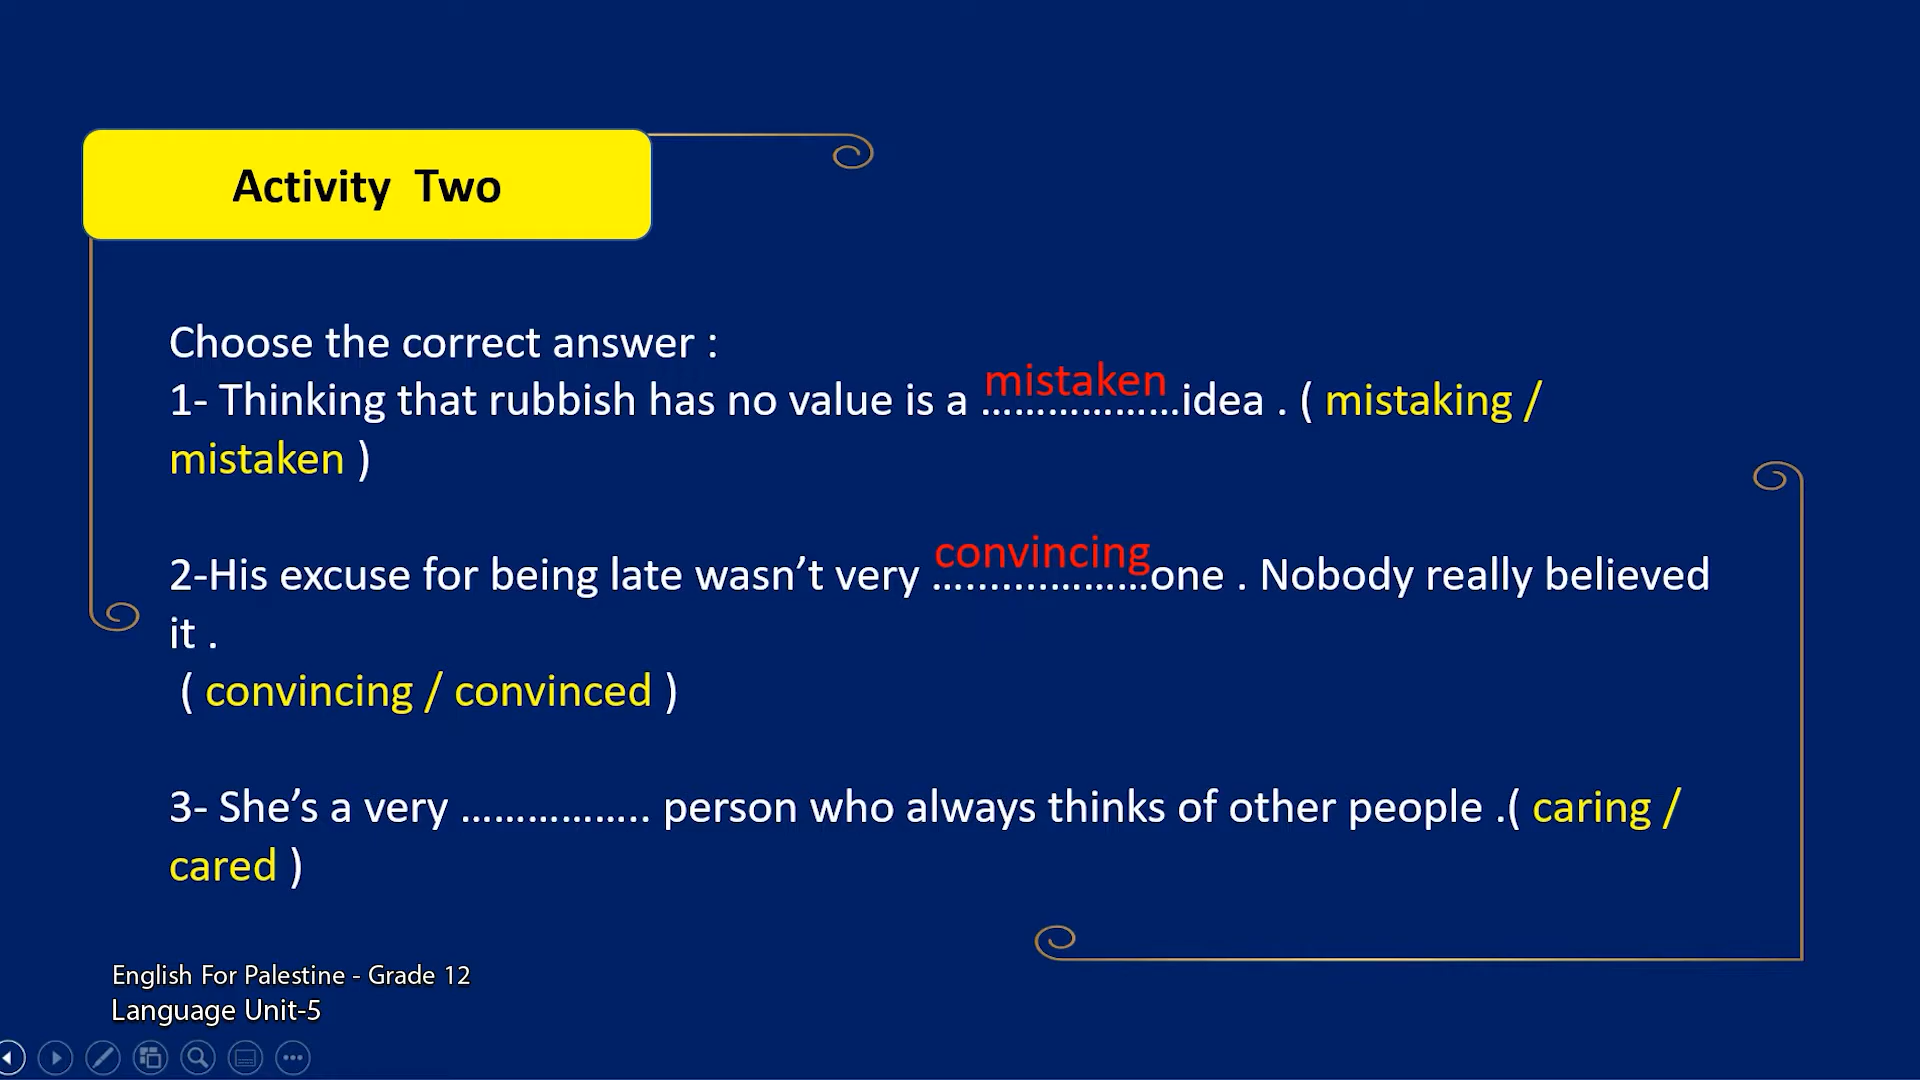 Activity Two
Choose the correct answer :
1- Thinking that rubbish has no value is a ………………..idea . ( mistaking /
mistaken
mistaken )
2-His excuse for being late wasn’t very …..…..………one . Nobody really believed
convincing
it .
( convincing / convinced )
3- She’s a very …………….. person who always thinks of other people .( caring /
cared )
English For Palestine - Grade 12
Language Unit-5